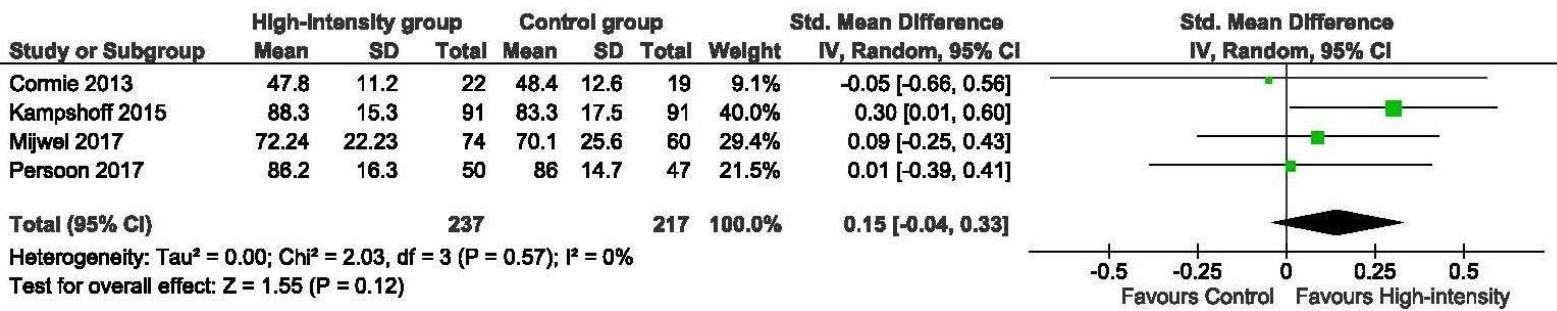 High-intensity group Control group Std. Mean Difference Std. Mean Difference
Study or Subgroup Mean SD Total Mean SD Total Weight IV, Random, 95% CI IV, Random, 95% CI
Cormie 2013 47.8 11.2 22 48.4 12.6 19 9.1% -0.05 [-0.66, 0.56]
Kampshoff 2015 88.3 15.3 91 83.3 17.5 91 40.0% 0.30 [0.01, 0.60]
Mijwel 2017 72.24 22.23 74 70.1 25.6 60 29.4% 0.09 [-0.25, 0.43]
Persoon 2017 86.2 16.3 50 86 14.7 47 21.5% 0.01 [-0.39, 0.41]
Total (95% CI) 237 217 100.0% 0.15 [-0.04, 0.33]
Heterogeneity: Tau² = 0.00; Chi² = 2.03, df = 3 (P = 0.57); I² = 0%
Test for overall effect: Z = 1.55 (P = 0.12)
-0.5 -0.25 0 0.25 0.5
Favours Control Favours High-intensity